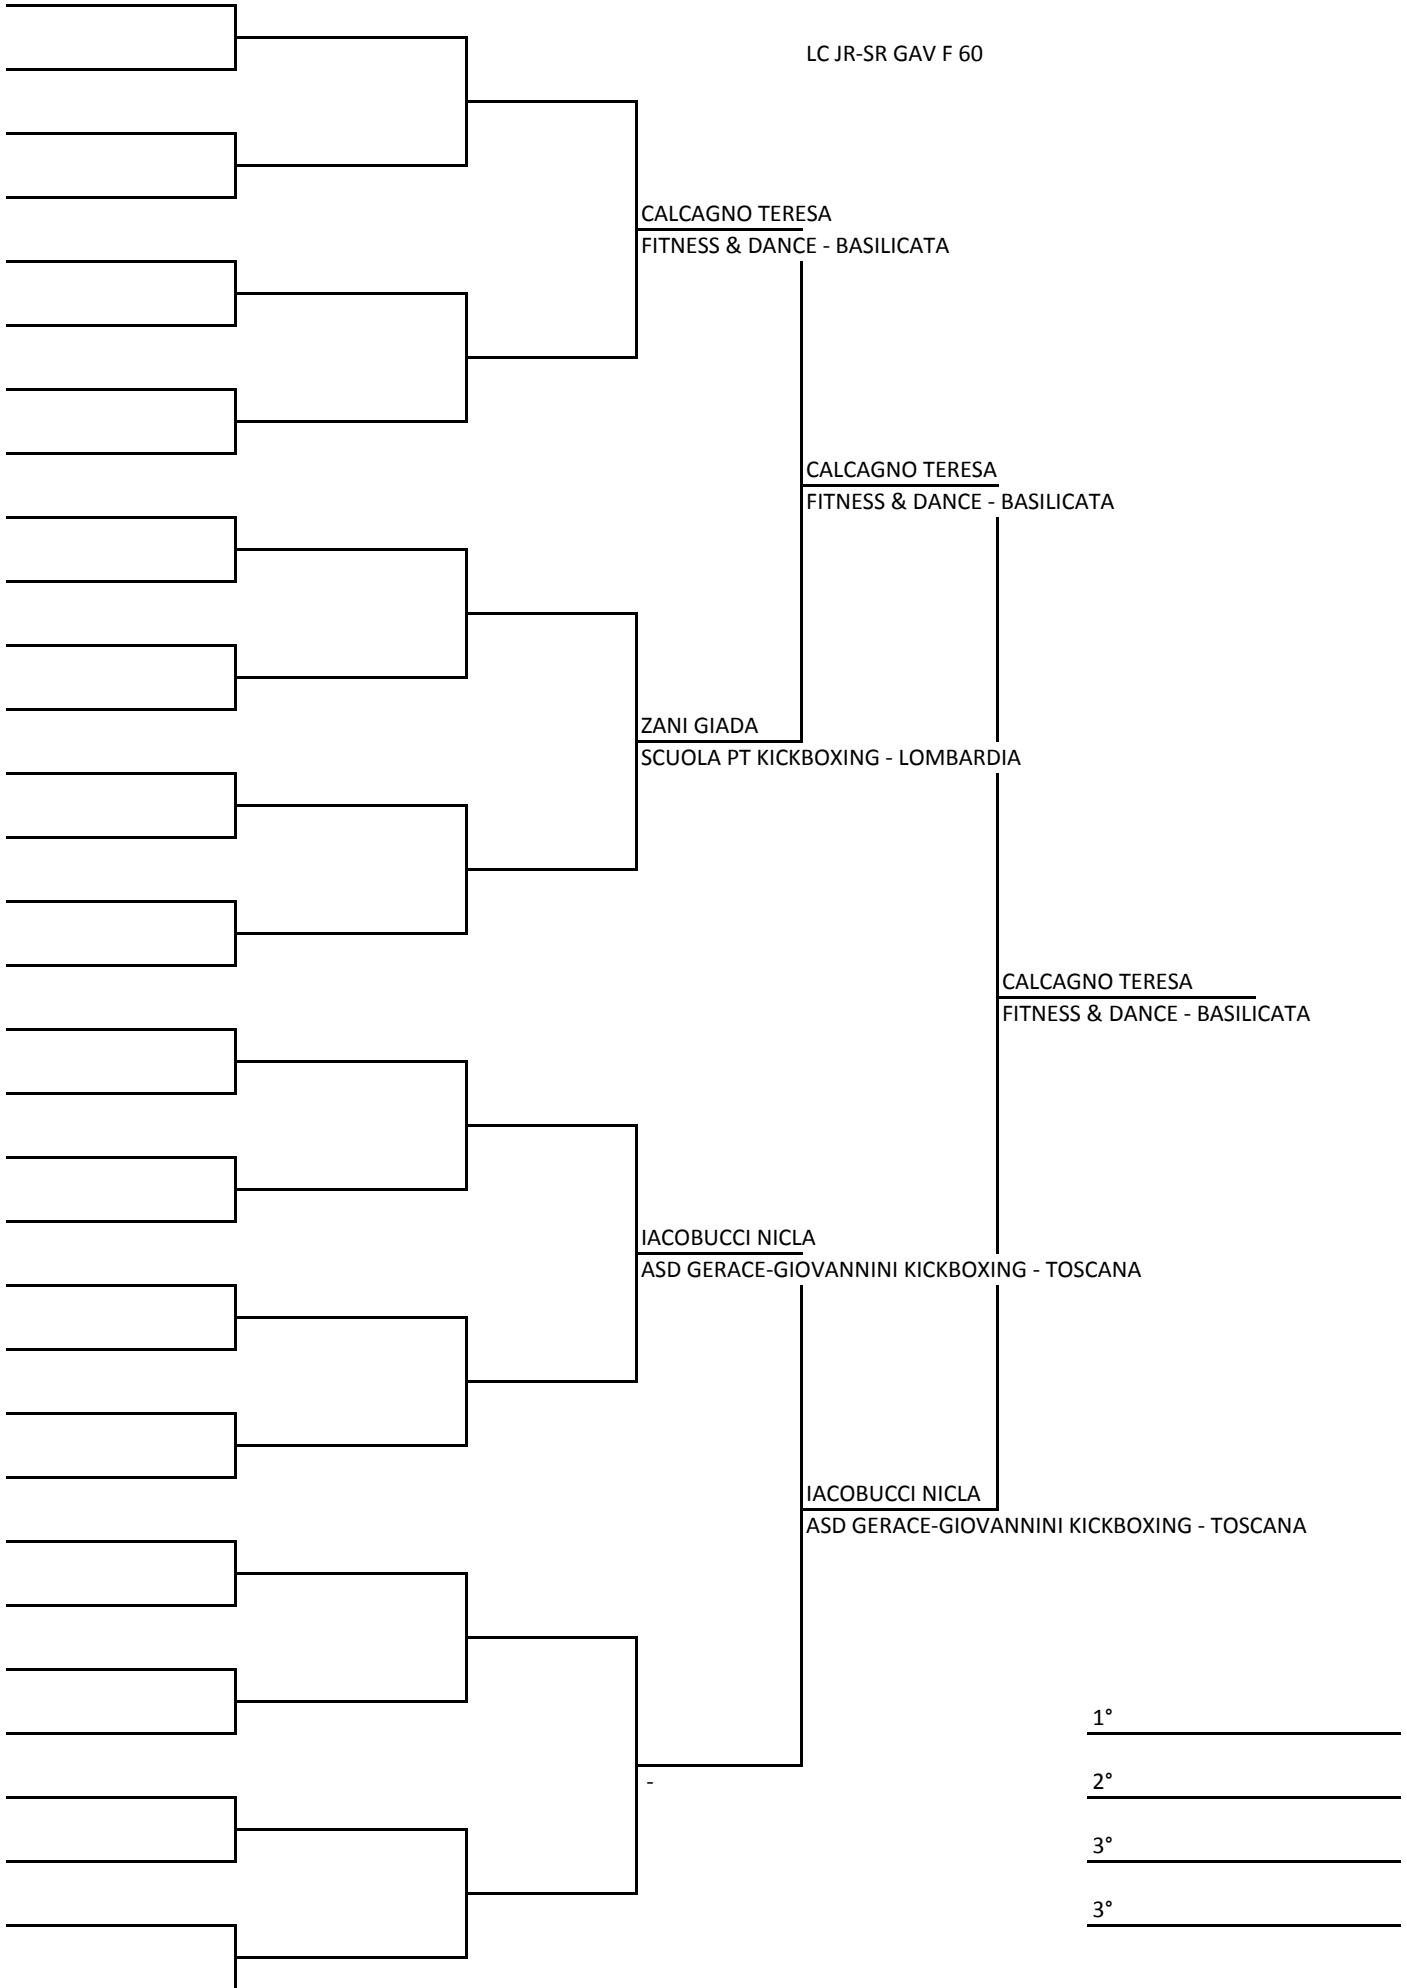 LC JR-SR GAV F 60
CALCAGNO TERESA
FITNESS & DANCE - BASILICATA
CALCAGNO TERESA
FITNESS & DANCE - BASILICATA
ZANI GIADA
SCUOLA PT KICKBOXING - LOMBARDIA
CALCAGNO TERESA
FITNESS & DANCE - BASILICATA
IACOBUCCI NICLA
ASD GERACE-GIOVANNINI KICKBOXING - TOSCANA
IACOBUCCI NICLA
ASD GERACE-GIOVANNINI KICKBOXING - TOSCANA
1°
-
2°
3°
3°